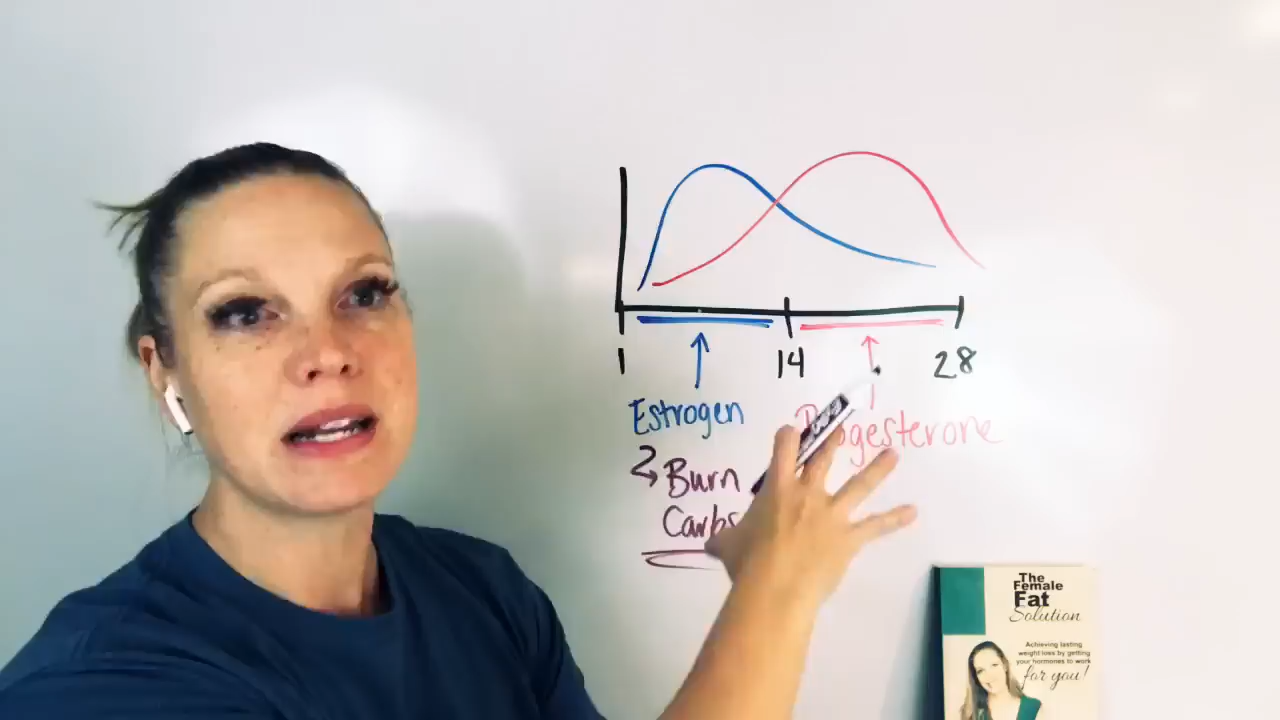 1 14 28
Estrogen
Progesterone
Burn
Carbs
The
Female
Fat
Solution
Achieving lasting
weight loss by getting
your hormones to work
for you!